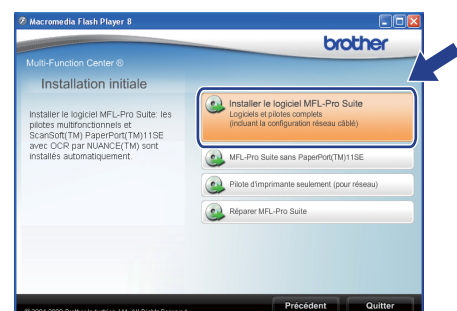 Macromedia Flash Player 8
brother
Multi-Function Center ®
Installation initiale
Installer le logiciel MFL-Pro Suite: les
pilotes multifonctionnels et
ScanSoft(TM) PaperPort(TM)11SE
avec OCR par NUANCE(TM) sont
installés automatiquement.
Installer le logiciel MFL-Pro Suite
Logiciels et pilotes complets
(incluant la configuration réseau câblé)
MFL-Pro Suite sans PaperPort(TM)11SE
Pilote d'imprimante seulement (pour réseau)
Réparer MFL-Pro Suite
Précédent
Quitter